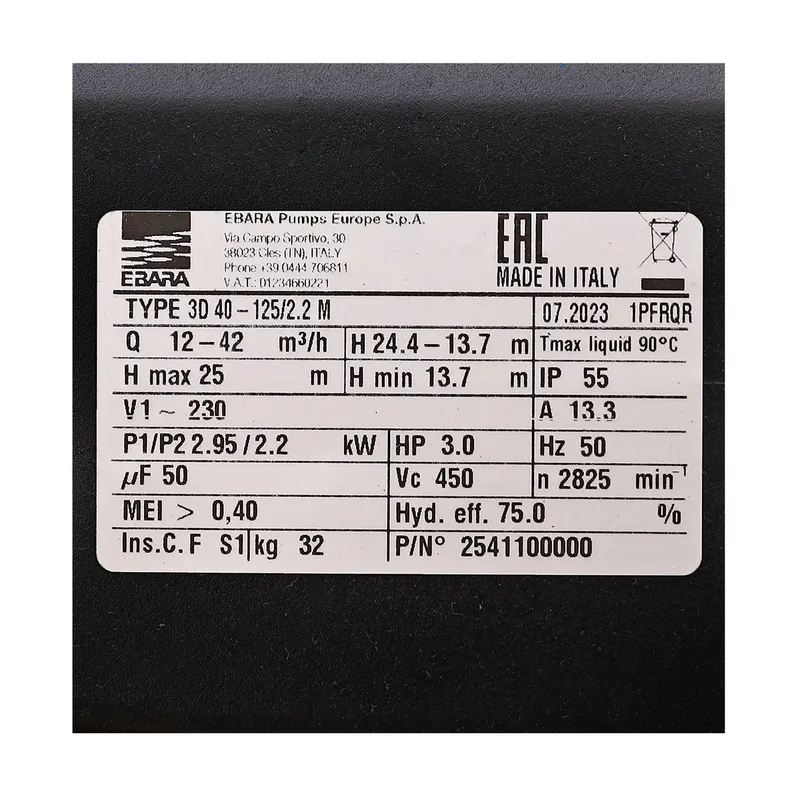 EBARA
EBARA Pumps Europe S.p.A.
Via Campo Sportivo, 30
38023 Cles (TN), ITALY
Phone +39 0444 706811
V.A.T.: 01234660221
EAC
MADE IN ITALY
TYPE 3D 40-125/2.2 M 07.2023 1PFRQR
Q 12-42 m³/h H 24.4-13.7 m Tmax liquid 90°C
H max 25 m H min 13.7 m IP 55
V1 ~ 230 A 13.3
P1/P2 2.95/2.2 kW HP 3.0 Hz 50
µF 50 Vc 450 n 2825 min⁻¹
MEI > 0,40 Hyd. eff. 75.0 %
Ins.C. F S1 kg 32 P/N° 2541100000